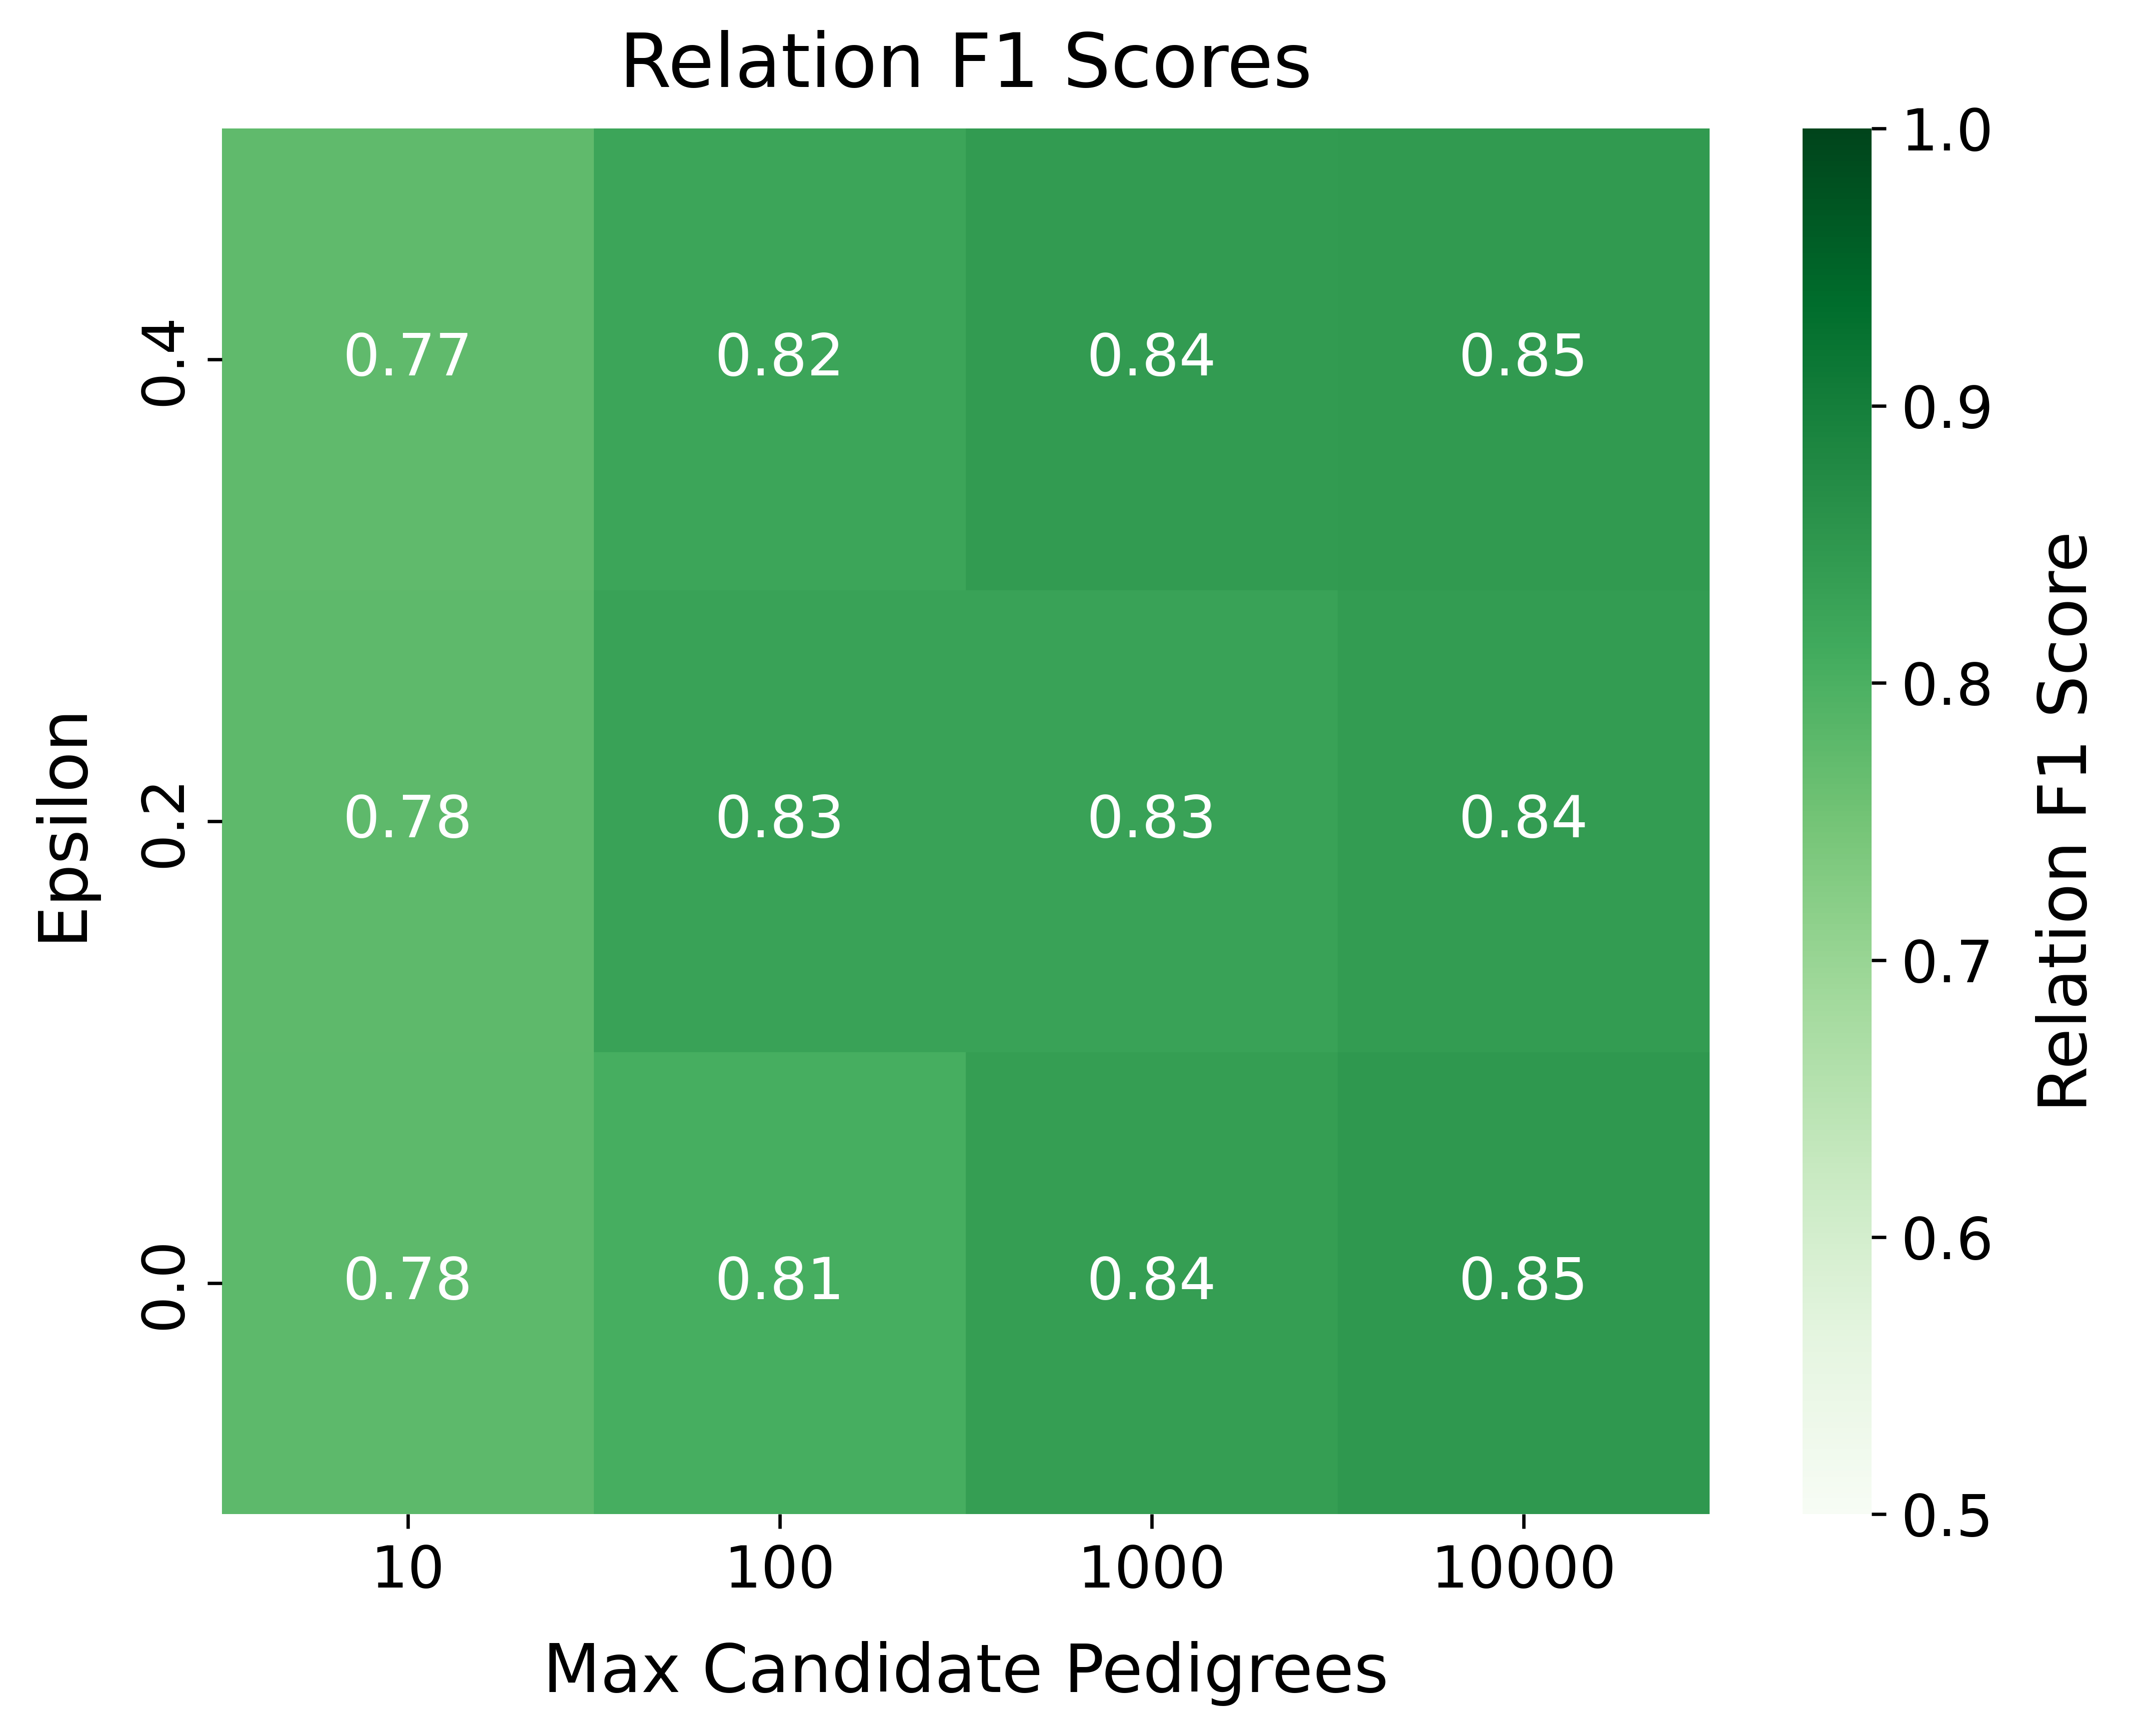 Relation F1 Scores
0.4
0.77 0.82 0.84 0.85
0.2
0.78 0.83 0.83 0.84
0.0
0.78 0.81 0.84 0.85
Epsilon
10 100 1000 10000
Max Candidate Pedigrees
1.0
0.9
0.8
0.7
0.6
0.5
Relation F1 Score